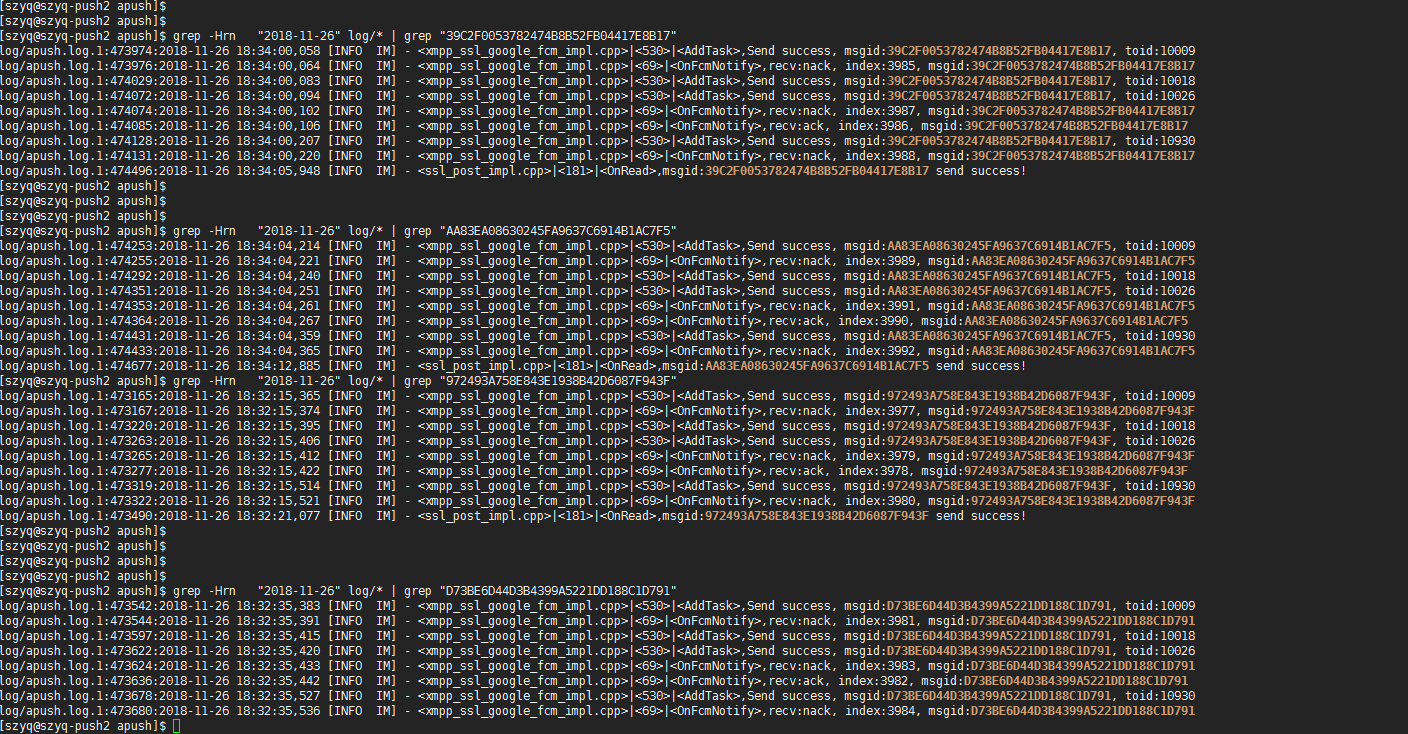 [szyq@szyq-push2 apush]$
[szyq@szyq-push2 apush]$
[szyq@szyq-push2 apush]$ grep -Hrn   "2018-11-26" log/* | grep "39C2F0053782474B8B52FB04417E8B17"
log/apush.log.1:473974:2018-11-26 18:34:00,058 [INFO  IM] - <xmpp_ssl_google_fcm_impl.cpp>|<530>|<AddTask>,Send success, msgid:39C2F0053782474B8B52FB04417E8B17, toid:10009
log/apush.log.1:473976:2018-11-26 18:34:00,064 [INFO  IM] - <xmpp_ssl_google_fcm_impl.cpp>|<69>|<OnFcmNotify>,recv:nack, index:3985, msgid:39C2F0053782474B8B52FB04417E8B17
log/apush.log.1:474029:2018-11-26 18:34:00,083 [INFO  IM] - <xmpp_ssl_google_fcm_impl.cpp>|<530>|<AddTask>,Send success, msgid:39C2F0053782474B8B52FB04417E8B17, toid:10018
log/apush.log.1:474072:2018-11-26 18:34:00,094 [INFO  IM] - <xmpp_ssl_google_fcm_impl.cpp>|<530>|<AddTask>,Send success, msgid:39C2F0053782474B8B52FB04417E8B17, toid:10026
log/apush.log.1:474074:2018-11-26 18:34:00,102 [INFO  IM] - <xmpp_ssl_google_fcm_impl.cpp>|<69>|<OnFcmNotify>,recv:nack, index:3987, msgid:39C2F0053782474B8B52FB04417E8B17
log/apush.log.1:474085:2018-11-26 18:34:00,106 [INFO  IM] - <xmpp_ssl_google_fcm_impl.cpp>|<69>|<OnFcmNotify>,recv:ack, index:3986, msgid:39C2F0053782474B8B52FB04417E8B17
log/apush.log.1:474128:2018-11-26 18:34:00,207 [INFO  IM] - <xmpp_ssl_google_fcm_impl.cpp>|<530>|<AddTask>,Send success, msgid:39C2F0053782474B8B52FB04417E8B17, toid:10930
log/apush.log.1:474131:2018-11-26 18:34:00,220 [INFO  IM] - <xmpp_ssl_google_fcm_impl.cpp>|<69>|<OnFcmNotify>,recv:nack, index:3988, msgid:39C2F0053782474B8B52FB04417E8B17
log/apush.log.1:474496:2018-11-26 18:34:05,948 [INFO  IM] - <ssl_post_impl.cpp>|<181>|<OnRead>,msgid:39C2F0053782474B8B52FB04417E8B17 send success!
[szyq@szyq-push2 apush]$
[szyq@szyq-push2 apush]$
[szyq@szyq-push2 apush]$ grep -Hrn   "2018-11-26" log/* | grep "AA83EA08630245FA9637C6914B1AC7F5"
log/apush.log.1:474253:2018-11-26 18:34:04,214 [INFO  IM] - <xmpp_ssl_google_fcm_impl.cpp>|<530>|<AddTask>,Send success, msgid:AA83EA08630245FA9637C6914B1AC7F5, toid:10009
log/apush.log.1:474255:2018-11-26 18:34:04,221 [INFO  IM] - <xmpp_ssl_google_fcm_impl.cpp>|<69>|<OnFcmNotify>,recv:nack, index:3989, msgid:AA83EA08630245FA9637C6914B1AC7F5
log/apush.log.1:474292:2018-11-26 18:34:04,240 [INFO  IM] - <xmpp_ssl_google_fcm_impl.cpp>|<530>|<AddTask>,Send success, msgid:AA83EA08630245FA9637C6914B1AC7F5, toid:10018
log/apush.log.1:474351:2018-11-26 18:34:04,251 [INFO  IM] - <xmpp_ssl_google_fcm_impl.cpp>|<530>|<AddTask>,Send success, msgid:AA83EA08630245FA9637C6914B1AC7F5, toid:10026
log/apush.log.1:474353:2018-11-26 18:34:04,261 [INFO  IM] - <xmpp_ssl_google_fcm_impl.cpp>|<69>|<OnFcmNotify>,recv:nack, index:3991, msgid:AA83EA08630245FA9637C6914B1AC7F5
log/apush.log.1:474364:2018-11-26 18:34:04,267 [INFO  IM] - <xmpp_ssl_google_fcm_impl.cpp>|<69>|<OnFcmNotify>,recv:ack, index:3990, msgid:AA83EA08630245FA9637C6914B1AC7F5
log/apush.log.1:474431:2018-11-26 18:34:04,359 [INFO  IM] - <xmpp_ssl_google_fcm_impl.cpp>|<530>|<AddTask>,Send success, msgid:AA83EA08630245FA9637C6914B1AC7F5, toid:10930
log/apush.log.1:474433:2018-11-26 18:34:04,365 [INFO  IM] - <xmpp_ssl_google_fcm_impl.cpp>|<69>|<OnFcmNotify>,recv:nack, index:3992, msgid:AA83EA08630245FA9637C6914B1AC7F5
log/apush.log.1:474677:2018-11-26 18:34:12,885 [INFO  IM] - <ssl_post_impl.cpp>|<181>|<OnRead>,msgid:AA83EA08630245FA9637C6914B1AC7F5 send success!
[szyq@szyq-push2 apush]$ grep -Hrn   "2018-11-26" log/* | grep "972493A758E843E1938B42D6087F943F"
log/apush.log.1:473165:2018-11-26 18:32:15,365 [INFO  IM] - <xmpp_ssl_google_fcm_impl.cpp>|<530>|<AddTask>,Send success, msgid:972493A758E843E1938B42D6087F943F, toid:10009
log/apush.log.1:473167:2018-11-26 18:32:15,374 [INFO  IM] - <xmpp_ssl_google_fcm_impl.cpp>|<69>|<OnFcmNotify>,recv:nack, index:3977, msgid:972493A758E843E1938B42D6087F943F
log/apush.log.1:473220:2018-11-26 18:32:15,395 [INFO  IM] - <xmpp_ssl_google_fcm_impl.cpp>|<530>|<AddTask>,Send success, msgid:972493A758E843E1938B42D6087F943F, toid:10018
log/apush.log.1:473263:2018-11-26 18:32:15,406 [INFO  IM] - <xmpp_ssl_google_fcm_impl.cpp>|<530>|<AddTask>,Send success, msgid:972493A758E843E1938B42D6087F943F, toid:10026
log/apush.log.1:473265:2018-11-26 18:32:15,412 [INFO  IM] - <xmpp_ssl_google_fcm_impl.cpp>|<69>|<OnFcmNotify>,recv:nack, index:3979, msgid:972493A758E843E1938B42D6087F943F
log/apush.log.1:473277:2018-11-26 18:32:15,422 [INFO  IM] - <xmpp_ssl_google_fcm_impl.cpp>|<69>|<OnFcmNotify>,recv:ack, index:3978, msgid:972493A758E843E1938B42D6087F943F
log/apush.log.1:473319:2018-11-26 18:32:15,514 [INFO  IM] - <xmpp_ssl_google_fcm_impl.cpp>|<530>|<AddTask>,Send success, msgid:972493A758E843E1938B42D6087F943F, toid:10930
log/apush.log.1:473322:2018-11-26 18:32:15,521 [INFO  IM] - <xmpp_ssl_google_fcm_impl.cpp>|<69>|<OnFcmNotify>,recv:nack, index:3980, msgid:972493A758E843E1938B42D6087F943F
log/apush.log.1:473490:2018-11-26 18:32:21,077 [INFO  IM] - <ssl_post_impl.cpp>|<181>|<OnRead>,msgid:972493A758E843E1938B42D6087F943F send success!
[szyq@szyq-push2 apush]$
[szyq@szyq-push2 apush]$
[szyq@szyq-push2 apush]$
[szyq@szyq-push2 apush]$
[szyq@szyq-push2 apush]$ grep -Hrn   "2018-11-26" log/* | grep "D73BE6D44D3B4399A5221DD188C1D791"
log/apush.log.1:473542:2018-11-26 18:32:35,383 [INFO  IM] - <xmpp_ssl_google_fcm_impl.cpp>|<530>|<AddTask>,Send success, msgid:D73BE6D44D3B4399A5221DD188C1D791, toid:10009
log/apush.log.1:473544:2018-11-26 18:32:35,391 [INFO  IM] - <xmpp_ssl_google_fcm_impl.cpp>|<69>|<OnFcmNotify>,recv:nack, index:3981, msgid:D73BE6D44D3B4399A5221DD188C1D791
log/apush.log.1:473597:2018-11-26 18:32:35,415 [INFO  IM] - <xmpp_ssl_google_fcm_impl.cpp>|<530>|<AddTask>,Send success, msgid:D73BE6D44D3B4399A5221DD188C1D791, toid:10018
log/apush.log.1:473622:2018-11-26 18:32:35,420 [INFO  IM] - <xmpp_ssl_google_fcm_impl.cpp>|<530>|<AddTask>,Send success, msgid:D73BE6D44D3B4399A5221DD188C1D791, toid:10026
log/apush.log.1:473624:2018-11-26 18:32:35,433 [INFO  IM] - <xmpp_ssl_google_fcm_impl.cpp>|<69>|<OnFcmNotify>,recv:nack, index:3983, msgid:D73BE6D44D3B4399A5221DD188C1D791
log/apush.log.1:473636:2018-11-26 18:32:35,442 [INFO  IM] - <xmpp_ssl_google_fcm_impl.cpp>|<69>|<OnFcmNotify>,recv:ack, index:3982, msgid:D73BE6D44D3B4399A5221DD188C1D791
log/apush.log.1:473678:2018-11-26 18:32:35,527 [INFO  IM] - <xmpp_ssl_google_fcm_impl.cpp>|<530>|<AddTask>,Send success, msgid:D73BE6D44D3B4399A5221DD188C1D791, toid:10930
log/apush.log.1:473680:2018-11-26 18:32:35,536 [INFO  IM] - <xmpp_ssl_google_fcm_impl.cpp>|<69>|<OnFcmNotify>,recv:nack, index:3984, msgid:D73BE6D44D3B4399A5221DD188C1D791
[szyq@szyq-push2 apush]$